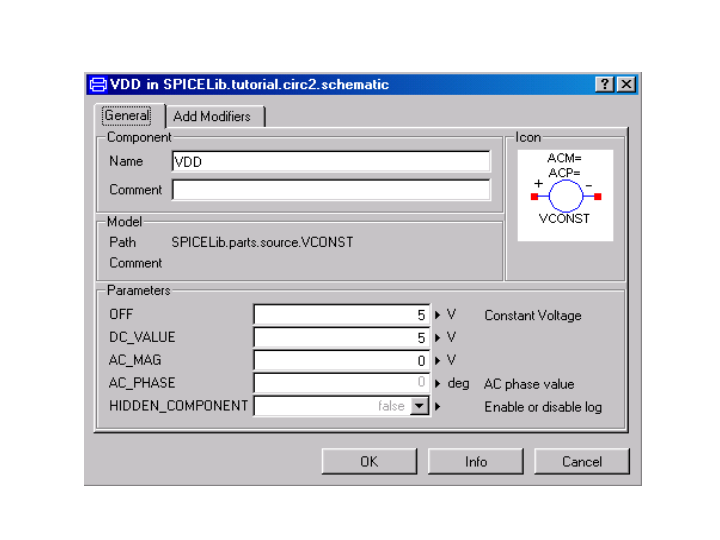 VDD in SPICELib.tutorial.circ2.schematic
General Add Modifiers
Component Icon
Name VDD
Comment
ACM=
ACP=
+ -
VCONST
Model
Path SPICELib.parts.source.VCONST
Comment
Parameters
OFF 5 V Constant Voltage
DC_VALUE 5 V
AC_MAG 0 V
AC_PHASE 0 deg AC phase value
HIDDEN_COMPONENT false Enable or disable log
OK Info Cancel